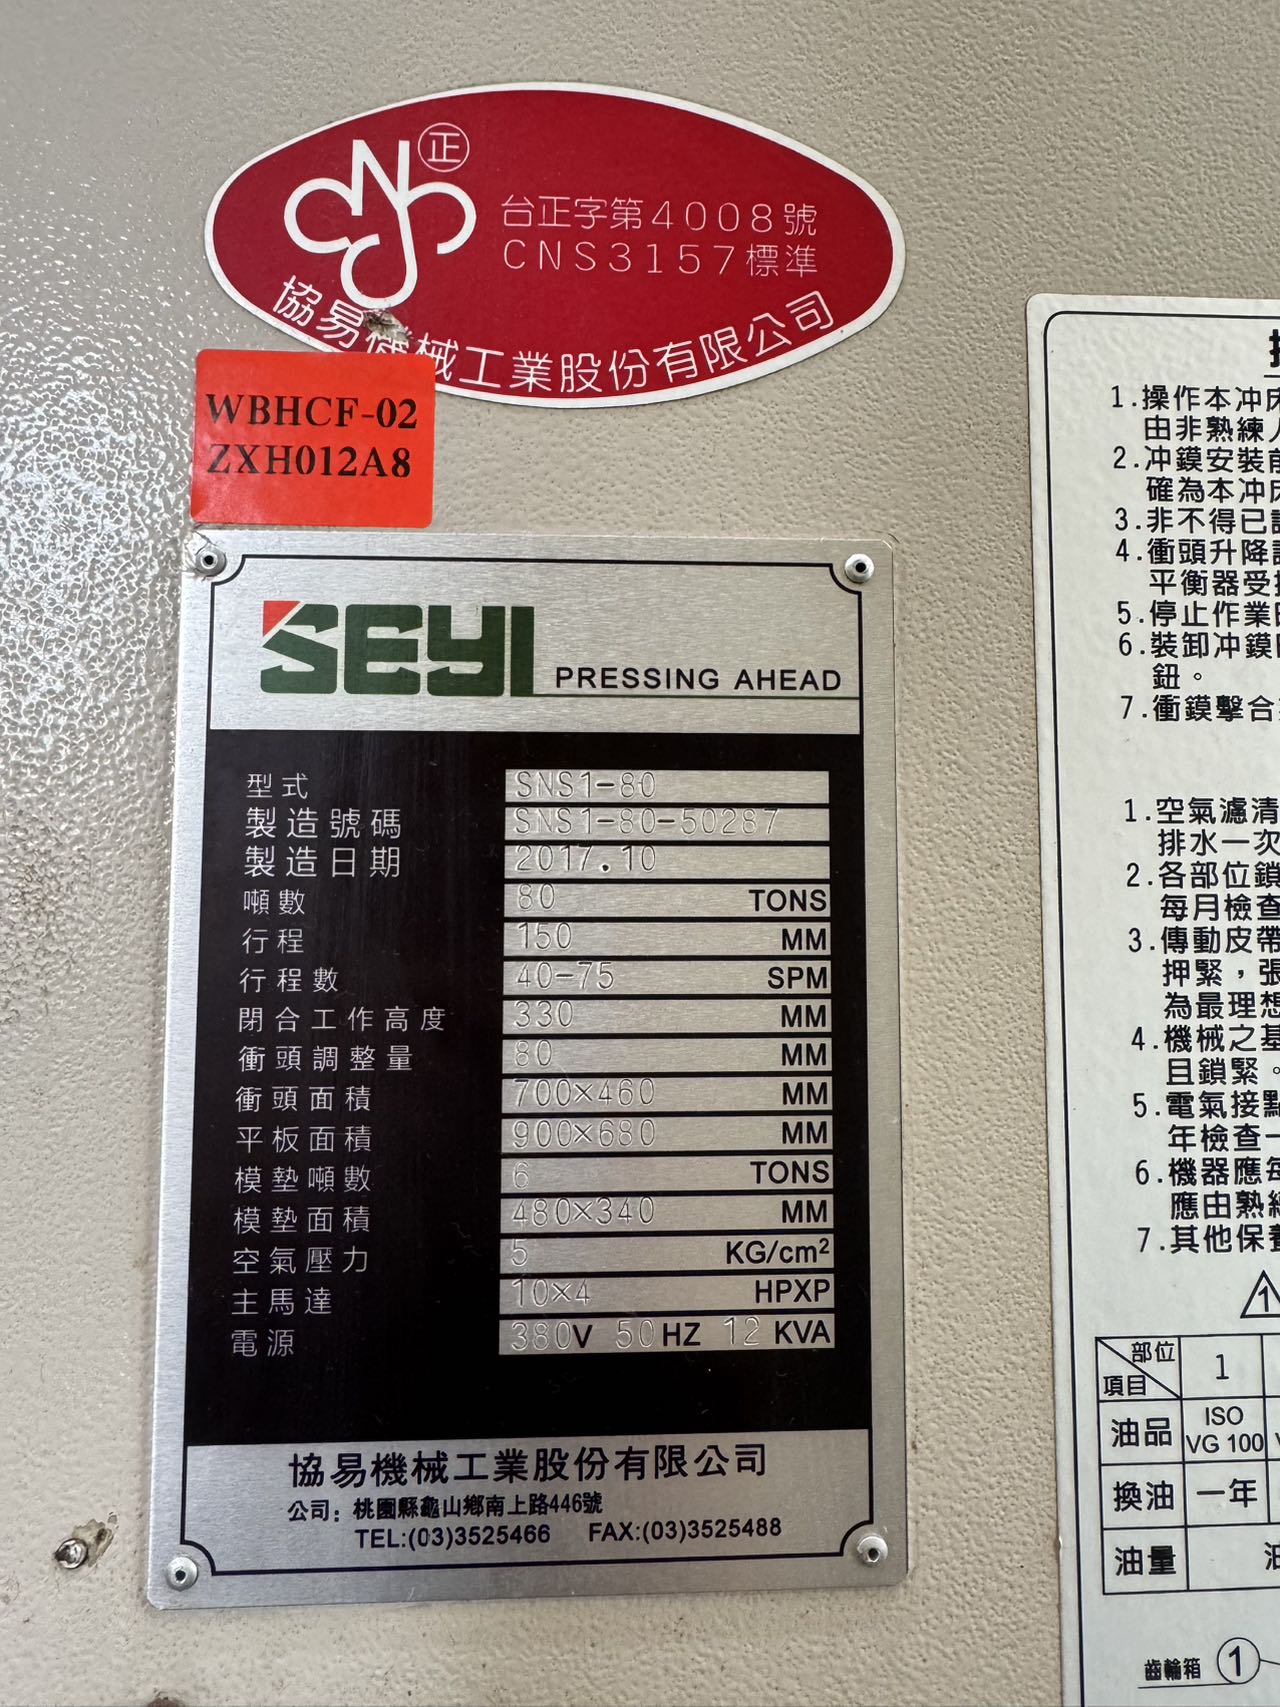 CNS 正
台正字第4008號
CNS3157標準
協易機械工業股份有限公司
WBHCF-02
ZXH012A8
SEYI PRESSING AHEAD
型式 SNS1-80
製造號碼 SNS1-80-50287
製造日期 2017.10
噸數 80 TONS
行程 150 MM
行程數 40-75 SPM
閉合工作高度 330 MM
衝頭調整量 80 MM
衝頭面積 700×460 MM
平板面積 900×680 MM
模墊噸數 6 TONS
模墊面積 480×340 MM
空氣壓力 5 KG/cm²
主馬達 10×4 HPXP
電源 380V 50HZ 12 KVA
協易機械工業股份有限公司
公司：桃園縣龜山鄉南上路446號
TEL:(03)3525466 FAX:(03)3525488
1.操作本冲床
由非熟練人
2.冲鏌安裝前
確為本冲床
3.非不得已
4.衝頭升降
平衡器受
5.停止作業
6.裝卸冲鏌
鈕。
7.衝鏌擊合
1.空氣濾清
排水一次
2.各部位鎖
每月檢查
3.傳動皮帶
押緊，張
為最理想
4.機械之基
且鎖緊。
5.電氣接點
年檢查一
6.機器應每
應由熟練
7.其他保養
1
部位 1
項目
油品 ISO VG 100
換油 一年
油量
齒輪箱 1